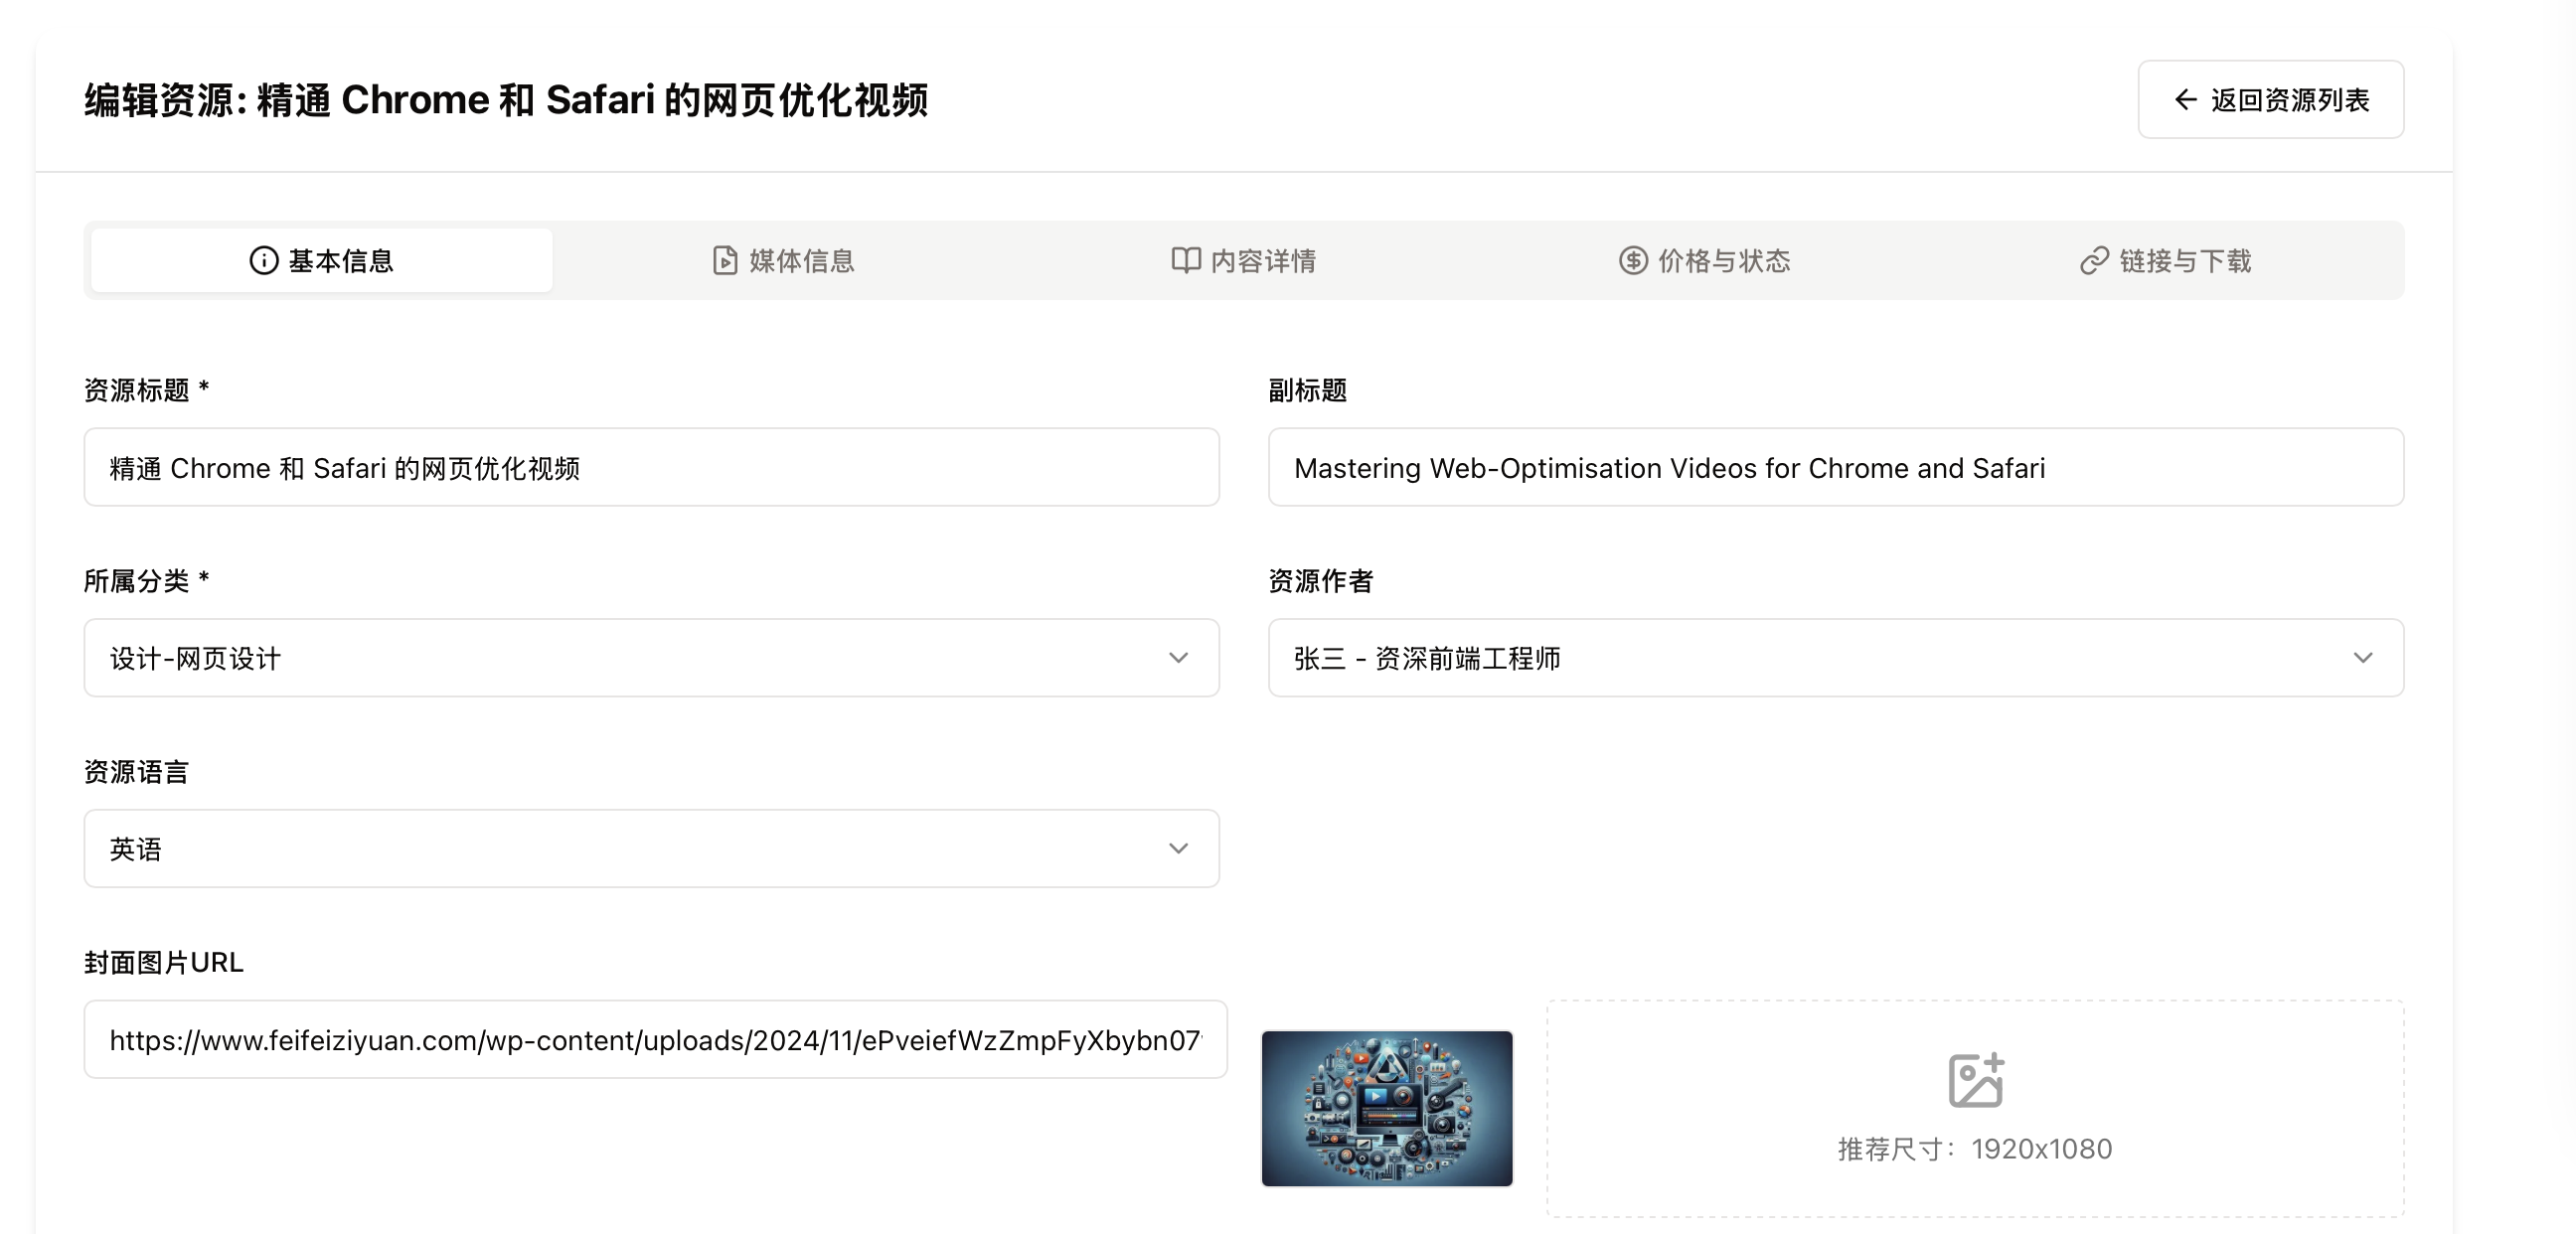 编辑资源: 精通 Chrome 和 Safari 的网页优化视频
返回资源列表
基本信息
媒体信息
内容详情
价格与状态
链接与下载
资源标题 *
副标题
精通 Chrome 和 Safari 的网页优化视频
Mastering Web-Optimisation Videos for Chrome and Safari
所属分类 *
资源作者
设计-网页设计
张三 - 资深前端工程师
资源语言
英语
封面图片URL
https://www.feifeiziyuan.com/wp-content/uploads/2024/11/ePveiefWzZmpFyXbybn07
推荐尺寸：1920x1080